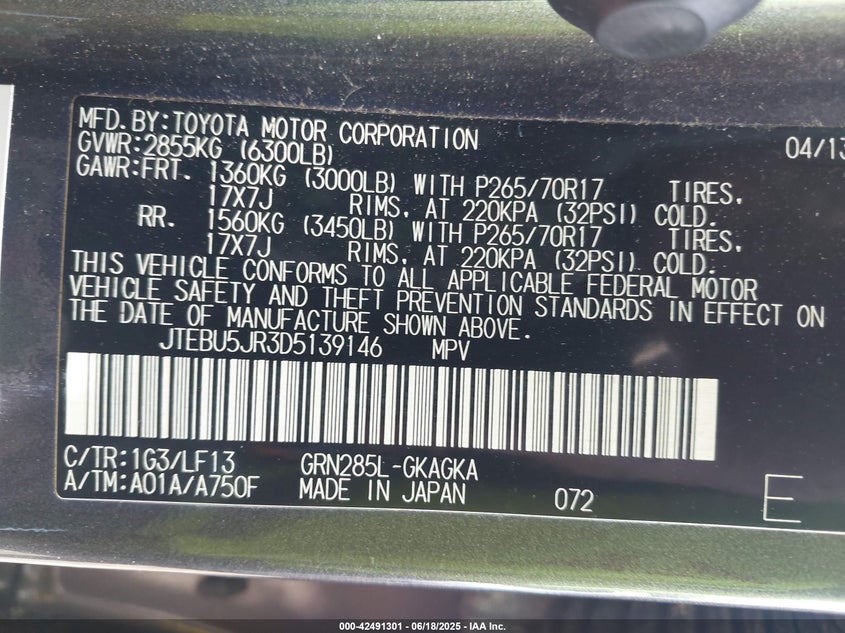 MFD.BY:TOYOTA MOTOR CORPORATION 04/13
GVWR:2855KG (6300LB)
GAWR:FRT. 1360KG (3000LB) WITH P265/70R17 TIRES,
17X7J RIMS, AT 220KPA (32PSI) COLD.
RR. 1560KG (3450LB) WITH P265/70R17 TIRES,
17X7J RIMS, AT 220KPA (32PSI) COLD.
THIS VEHICLE CONFORMS TO ALL APPLICABLE FEDERAL MOTOR
VEHICLE SAFETY AND THEFT PREVENTION STANDARDS IN EFFECT ON
THE DATE OF MANUFACTURE SHOWN ABOVE.
JTEBU5JR3D5139146 MPV
C/TR:1G3/LF13 GRN285L-GKAGKA
A/TM:A01A/A750F MADE IN JAPAN 072 E
000-42491301 | 06/18/2025 - IAA Inc.